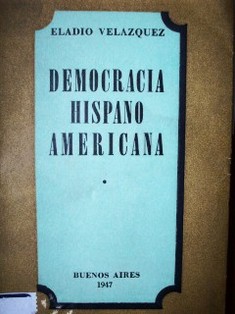 ELADIO VELAZQUEZ
DEMOCRACIA
HISPANO
AMERICANA
BUENOS AIRES
1947